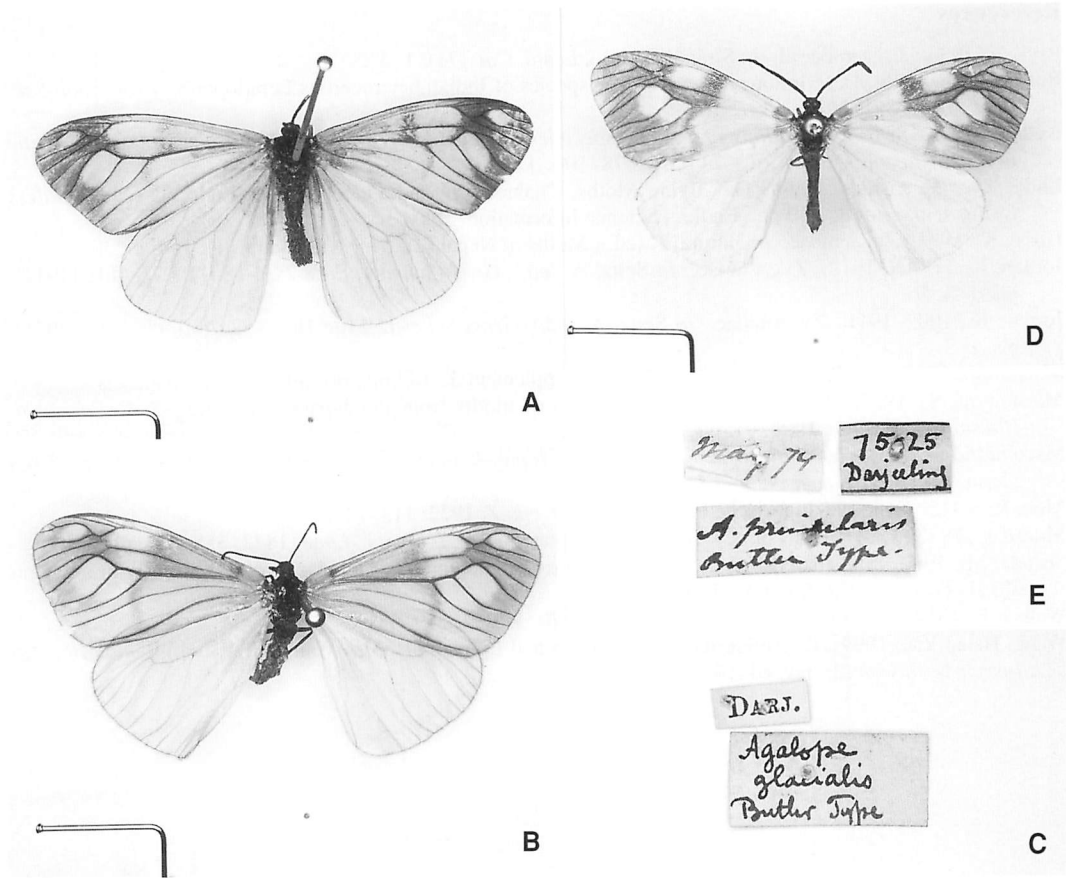 A
B
D
May 74
75 25
Darjeeling
A. primularis
Butler Type.
E
DARJ.
Agalope
glacialis
Butler Type
C